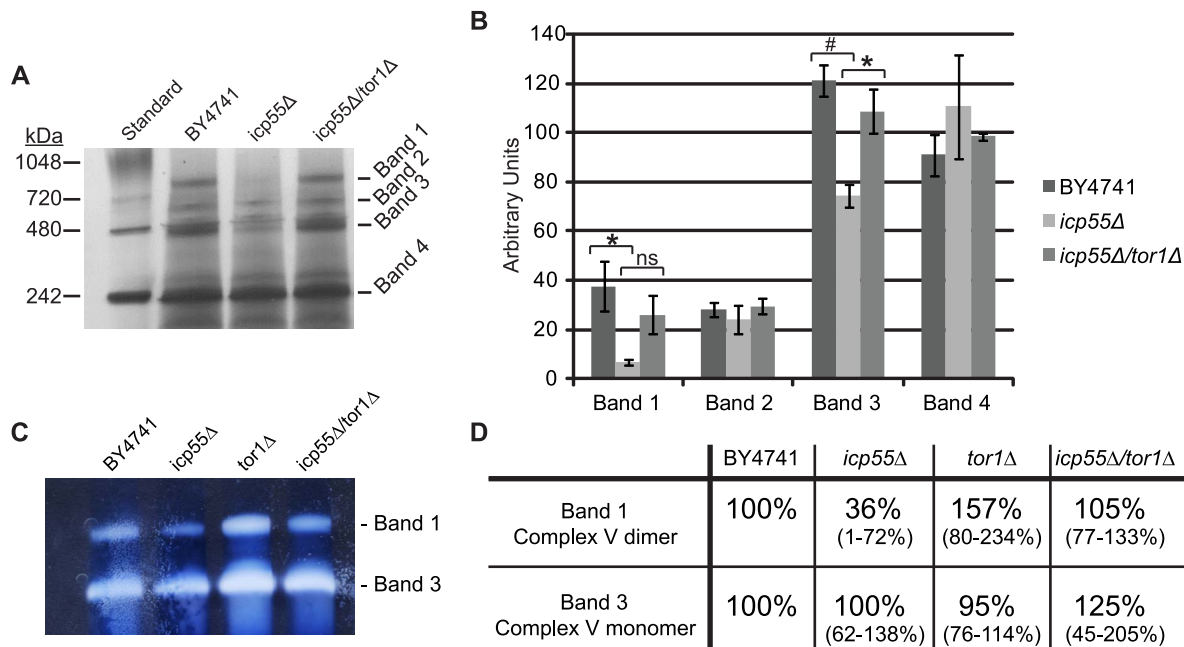 A
kDa
Standard
BY4741
icp55Δ
icp55Δ/tor1Δ
1048
720
480
242
Band 1
Band 2
Band 3
Band 4
B
Arbitrary Units
140
120
100
80
60
40
20
0
*
ns
#
*
Band 1
Band 2
Band 3
Band 4
BY4741
icp55Δ
icp55Δ/tor1Δ
C
BY4741
icp55Δ
tor1Δ
icp55Δ/tor1Δ
- Band 1
- Band 3
D
BY4741 icp55Δ tor1Δ icp55Δ/tor1Δ
Band 1
Complex V dimer
100% 36% 157% 105%
(1-72%) (80-234%) (77-133%)
Band 3
Complex V monomer
100% 100% 95% 125%
(62-138%) (76-114%) (45-205%)